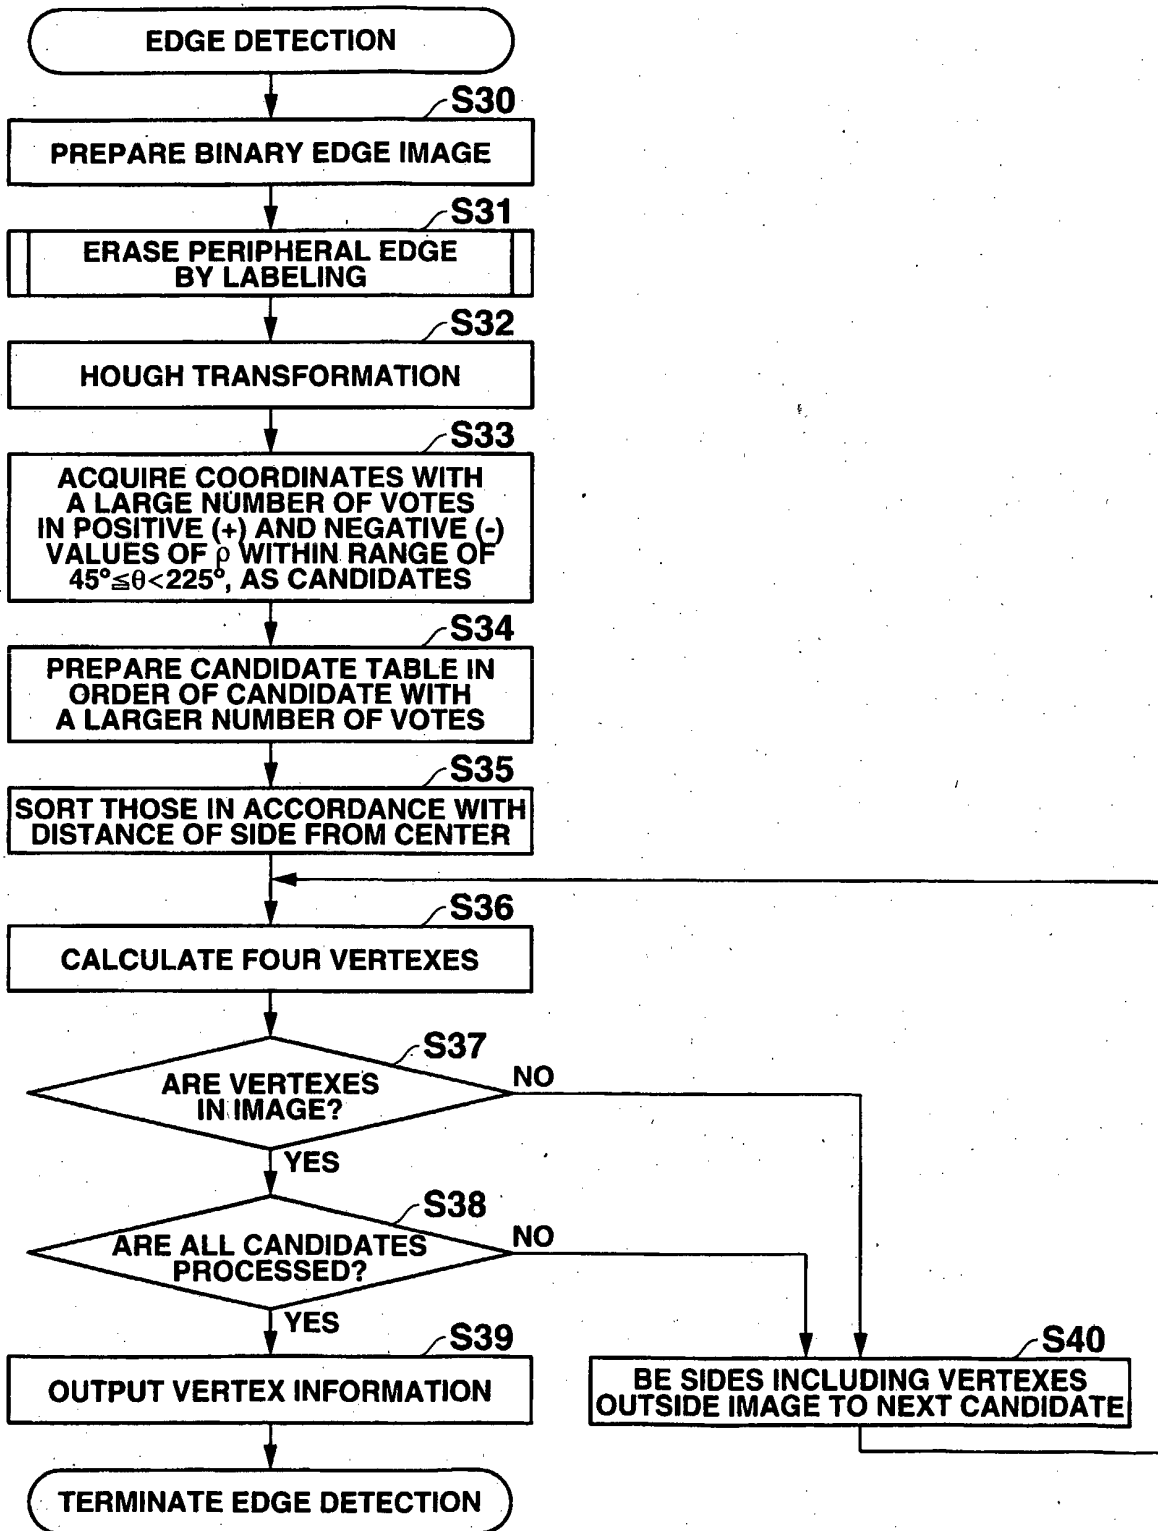 EDGE DETECTION
S30
PREPARE BINARY EDGE IMAGE
S31
ERASE PERIPHERAL EDGE
BY LABELING
S32
HOUGH TRANSFORMATION
S33
ACQUIRE COORDINATES WITH
A LARGE NUMBER OF VOTES
IN POSITIVE (+) AND NEGATIVE (-)
VALUES OF ρ WITHIN RANGE OF
45°≦θ<225°, AS CANDIDATES
S34
PREPARE CANDIDATE TABLE IN
ORDER OF CANDIDATE WITH
A LARGER NUMBER OF VOTES
S35
SORT THOSE IN ACCORDANCE WITH
DISTANCE OF SIDE FROM CENTER
S36
CALCULATE FOUR VERTEXES
S37
ARE VERTEXES
IN IMAGE?
NO
YES
S38
ARE ALL CANDIDATES
PROCESSED?
NO
YES
S39
OUTPUT VERTEX INFORMATION
S40
BE SIDES INCLUDING VERTEXES
OUTSIDE IMAGE TO NEXT CANDIDATE
TERMINATE EDGE DETECTION